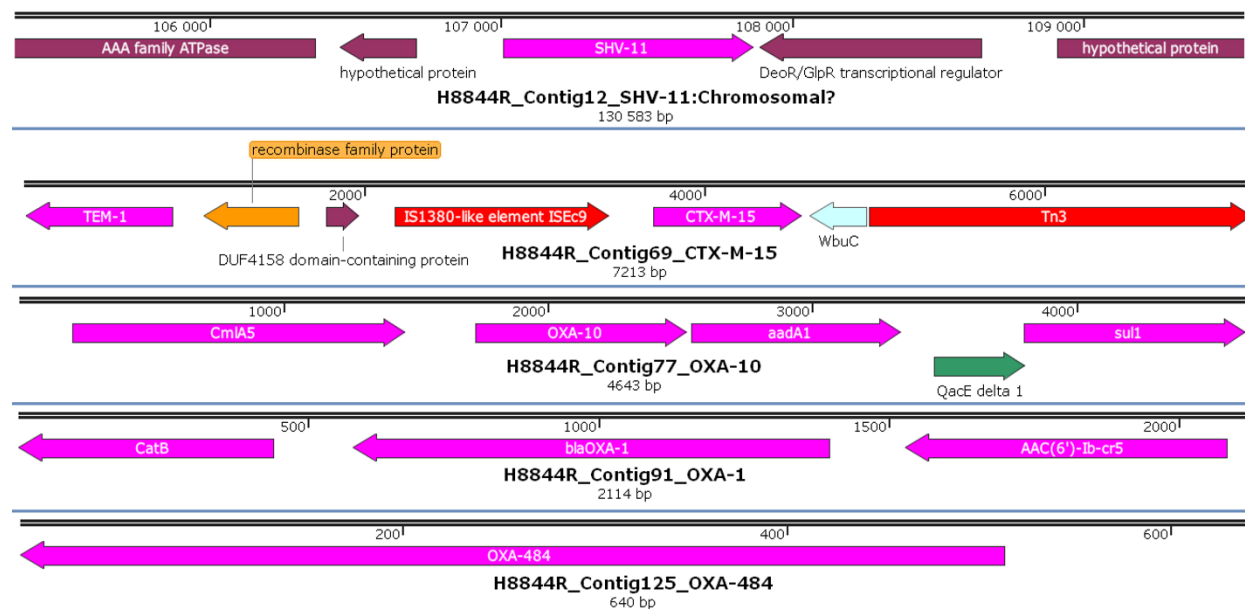 106 000 107 000 108 000 109 000
AAA family ATPase SHV-11 hypothetical protein
hypothetical protein DeoR/GlpR transcriptional regulator
H8844R_Contig12_SHV-11:Chromosomal?
130 583 bp
recombinase family protein
2000 4000 6000
TEM-1 IS1380-like element ISEc9 CTX-M-15 Tn3
WbuC
DUF4158 domain-containing protein
H8844R_Contig69_CTX-M-15
7213 bp
1000 2000 3000 4000
CmlA5 OXA-10 aadA1 sul1
H8844R_Contig77_OXA-10
4643 bp
QacE delta 1
500 1000 1500 2000
CatB blaOXA-1 AAC(6')-Ib-cr5
H8844R_Contig91_OXA-1
2114 bp
200 400 600
OXA-484
H8844R_Contig125_OXA-484
640 bp